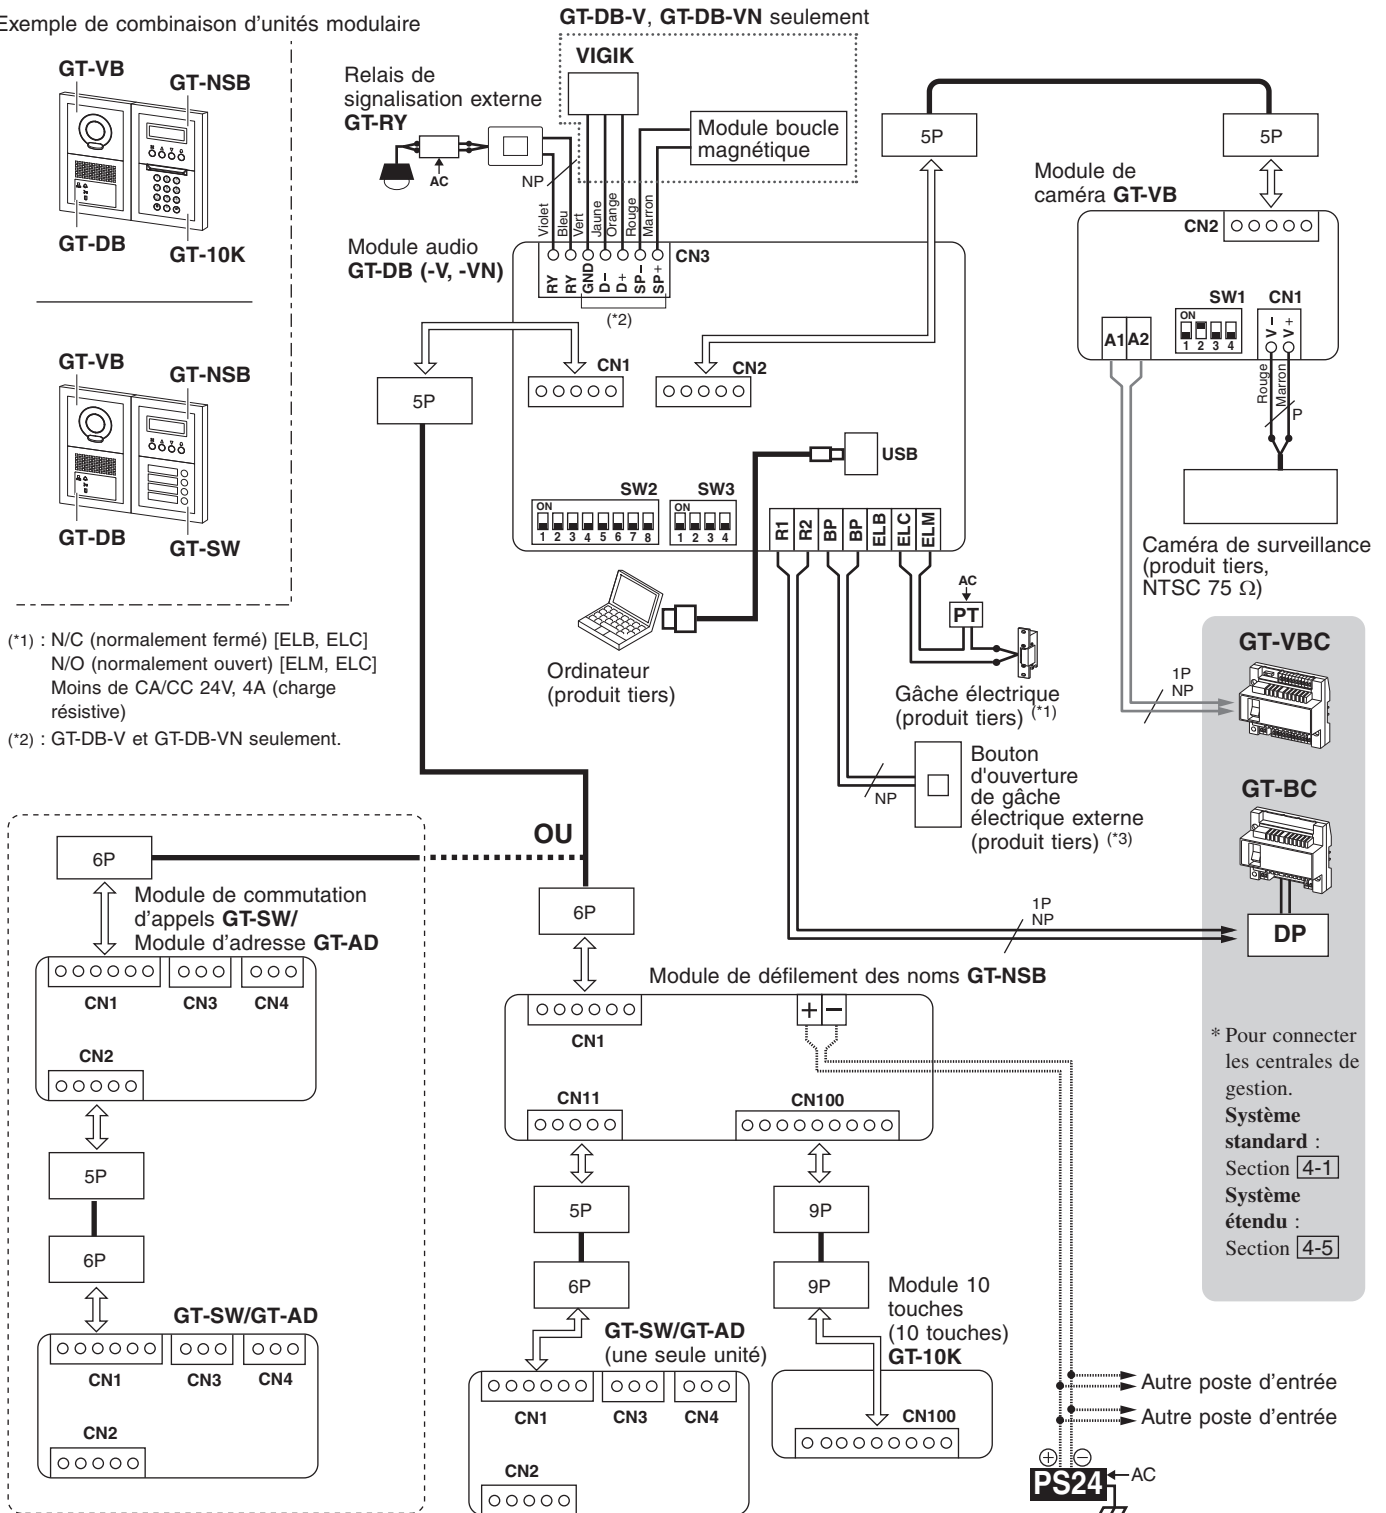 Exemple de combinaison d’unités modulaire
GT-VB
GT-NSB
GT-DB
GT-10K
GT-VB
GT-NSB
GT-DB
GT-SW
(*1) : N/C (normalement fermé) [ELB, ELC]
N/O (normalement ouvert) [ELM, ELC]
Moins de CA/CC 24V, 4A (charge
résistive)
(*2) : GT-DB-V et GT-DB-VN seulement.
GT-DB-V, GT-DB-VN seulement
VIGIK
Module boucle
magnétique
Relais de
signalisation externe
GT-RY
AC
NP
Violet
Bleu
Vert
Jaune
Orange
Rouge
Marron
Module audio
GT-DB (-V, -VN)
RY
RY
GND
D−
D+
SP−
SP+
CN3
(*2)
CN1
CN2
5P
5P
5P
Module de
caméra GT-VB
CN2
SW1
ON
1 2 3 4
CN1
V−
V+
A1
A2
Rouge
Marron
P
Caméra de surveillance
(produit tiers,
NTSC 75 Ω)
USB
SW2
ON
1 2 3 4 5 6 7 8
SW3
ON
1 2 3 4
R1
R2
BP
BP
ELB
ELC
ELM
Ordinateur
(produit tiers)
AC
PT
Gâche électrique
(produit tiers) (*1)
NP
Bouton
d'ouverture
de gâche
électrique externe
(produit tiers) (*3)
1P
NP
GT-VBC
GT-BC
DP
1P
NP
* Pour connecter
les centrales de
gestion.
Système
standard :
Section 4-1
Système
étendu :
Section 4-5
OU
6P
Module de commutation
d'appels GT-SW/
Module d'adresse GT-AD
CN1
CN3
CN4
CN2
5P
6P
GT-SW/GT-AD
CN1
CN3
CN4
CN2
6P
Module de défilement des noms GT-NSB
CN1
+
−
CN11
CN100
5P
9P
6P
9P
GT-SW/GT-AD
(une seule unité)
CN1
CN3
CN4
CN2
Module 10
touches
(10 touches)
GT-10K
CN100
Autre poste d'entrée
Autre poste d'entrée
+
−
PS24
AC